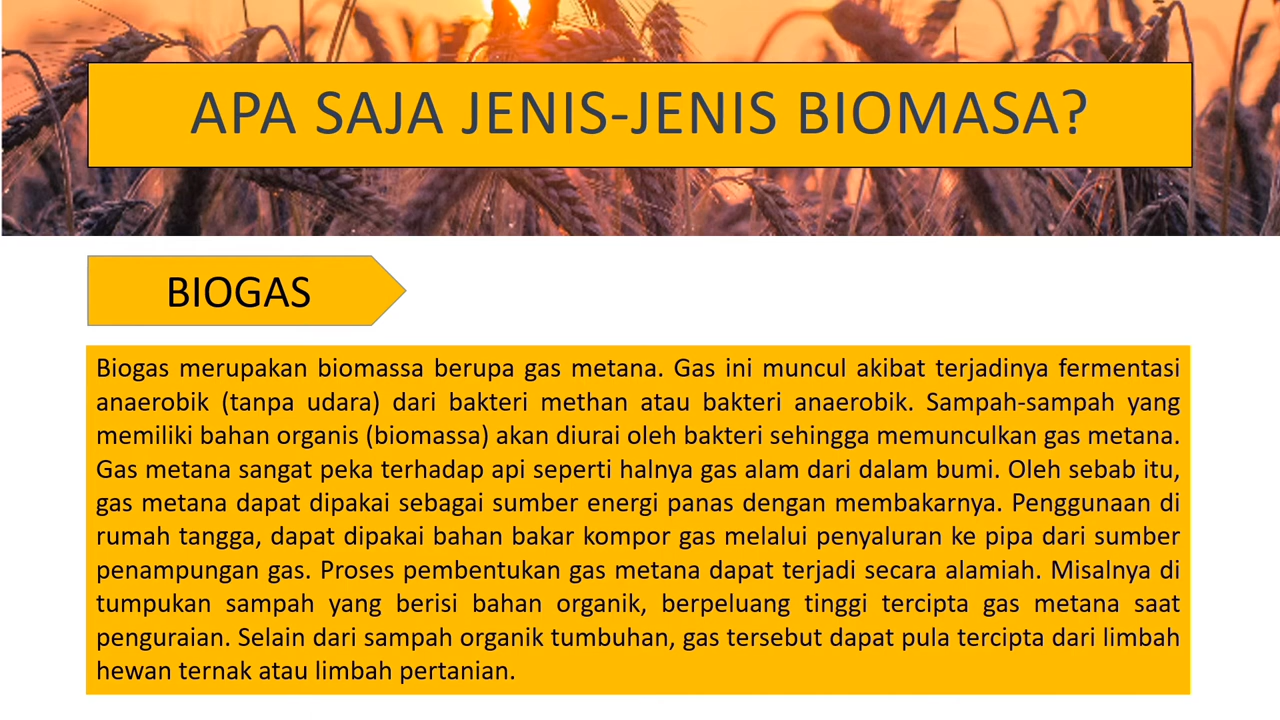 APA SAJA JENIS-JENIS BIOMASA?
BIOGAS
Biogas merupakan biomassa berupa gas metana. Gas ini muncul akibat terjadinya fermentasi
anaerobik (tanpa udara) dari bakteri methan atau bakteri anaerobik. Sampah-sampah yang
memiliki bahan organis (biomassa) akan diurai oleh bakteri sehingga memunculkan gas metana.
Gas metana sangat peka terhadap api seperti halnya gas alam dari dalam bumi. Oleh sebab itu,
gas metana dapat dipakai sebagai sumber energi panas dengan membakarnya. Penggunaan di
rumah tangga, dapat dipakai bahan bakar kompor gas melalui penyaluran ke pipa dari sumber
penampungan gas. Proses pembentukan gas metana dapat terjadi secara alamiah. Misalnya di
tumpukan sampah yang berisi bahan organik, berpeluang tinggi tercipta gas metana saat
penguraian. Selain dari sampah organik tumbuhan, gas tersebut dapat pula tercipta dari limbah
hewan ternak atau limbah pertanian.